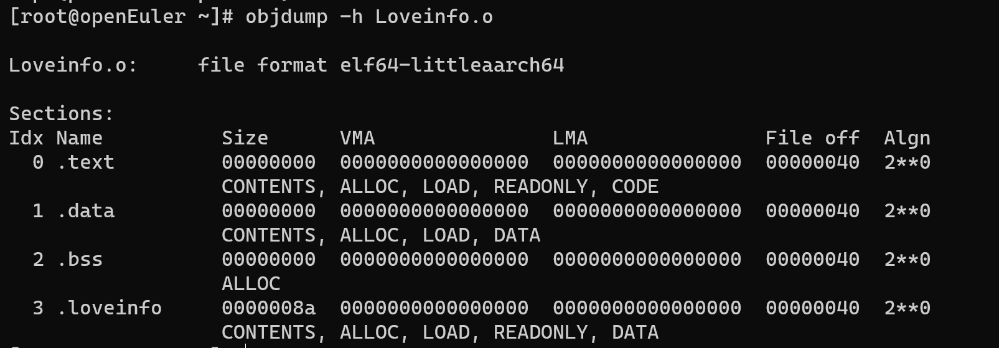 [root@openEuler ~]# objdump -h Loveinfo.o
Loveinfo.o:     file format elf64-littleaarch64
Sections:
Idx Name          Size      VMA               LMA               File off  Algn
  0 .text         00000000  0000000000000000  0000000000000000  00000040  2**0
                  CONTENTS, ALLOC, LOAD, READONLY, CODE
  1 .data         00000000  0000000000000000  0000000000000000  00000040  2**0
                  CONTENTS, ALLOC, LOAD, DATA
  2 .bss          00000000  0000000000000000  0000000000000000  00000040  2**0
                  ALLOC
  3 .loveinfo     0000008a  0000000000000000  0000000000000000  00000040  2**0
                  CONTENTS, ALLOC, LOAD, READONLY, DATA